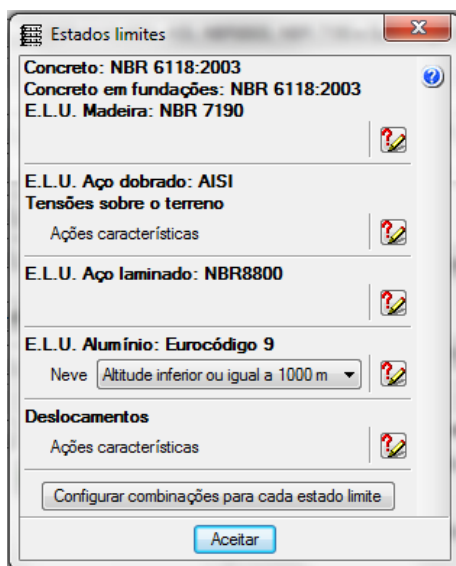 Estados limites
Concreto: NBR 6118:2003
Concreto em fundações: NBR 6118:2003
E.L.U. Madeira: NBR 7190
E.L.U. Aço dobrado: AISI
Tensões sobre o terreno
Ações características
E.L.U. Aço laminado: NBR8800
E.L.U. Alumínio: Eurocódigo 9
Neve Altitude inferior ou igual a 1000 m
Deslocamentos
Ações características
Configurar combinações para cada estado limite
Aceitar